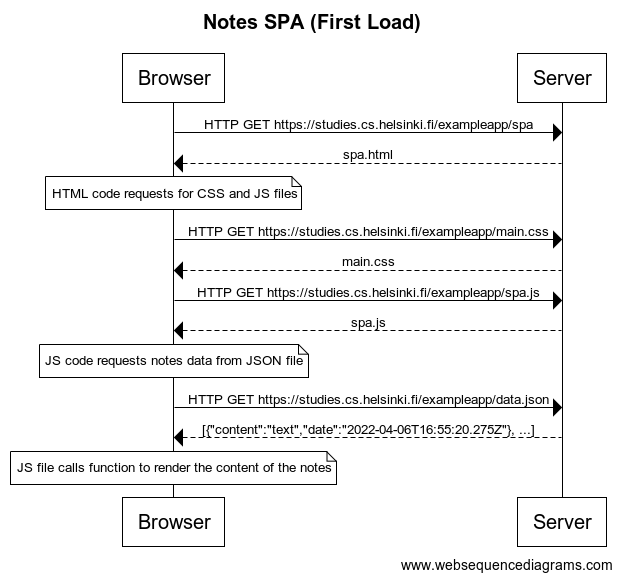 Notes SPA (First Load)
Browser Server
HTTP GET https://studies.cs.helsinki.fi/exampleapp/spa
spa.html
HTML code requests for CSS and JS files
HTTP GET https://studies.cs.helsinki.fi/exampleapp/main.css
main.css
HTTP GET https://studies.cs.helsinki.fi/exampleapp/spa.js
spa.js
JS code requests notes data from JSON file
HTTP GET https://studies.cs.helsinki.fi/exampleapp/data.json
[{"content":"text","date":"2022-04-06T16:55:20.275Z"}, ...]
JS file calls function to render the content of the notes
Browser Server
www.websequencediagrams.com